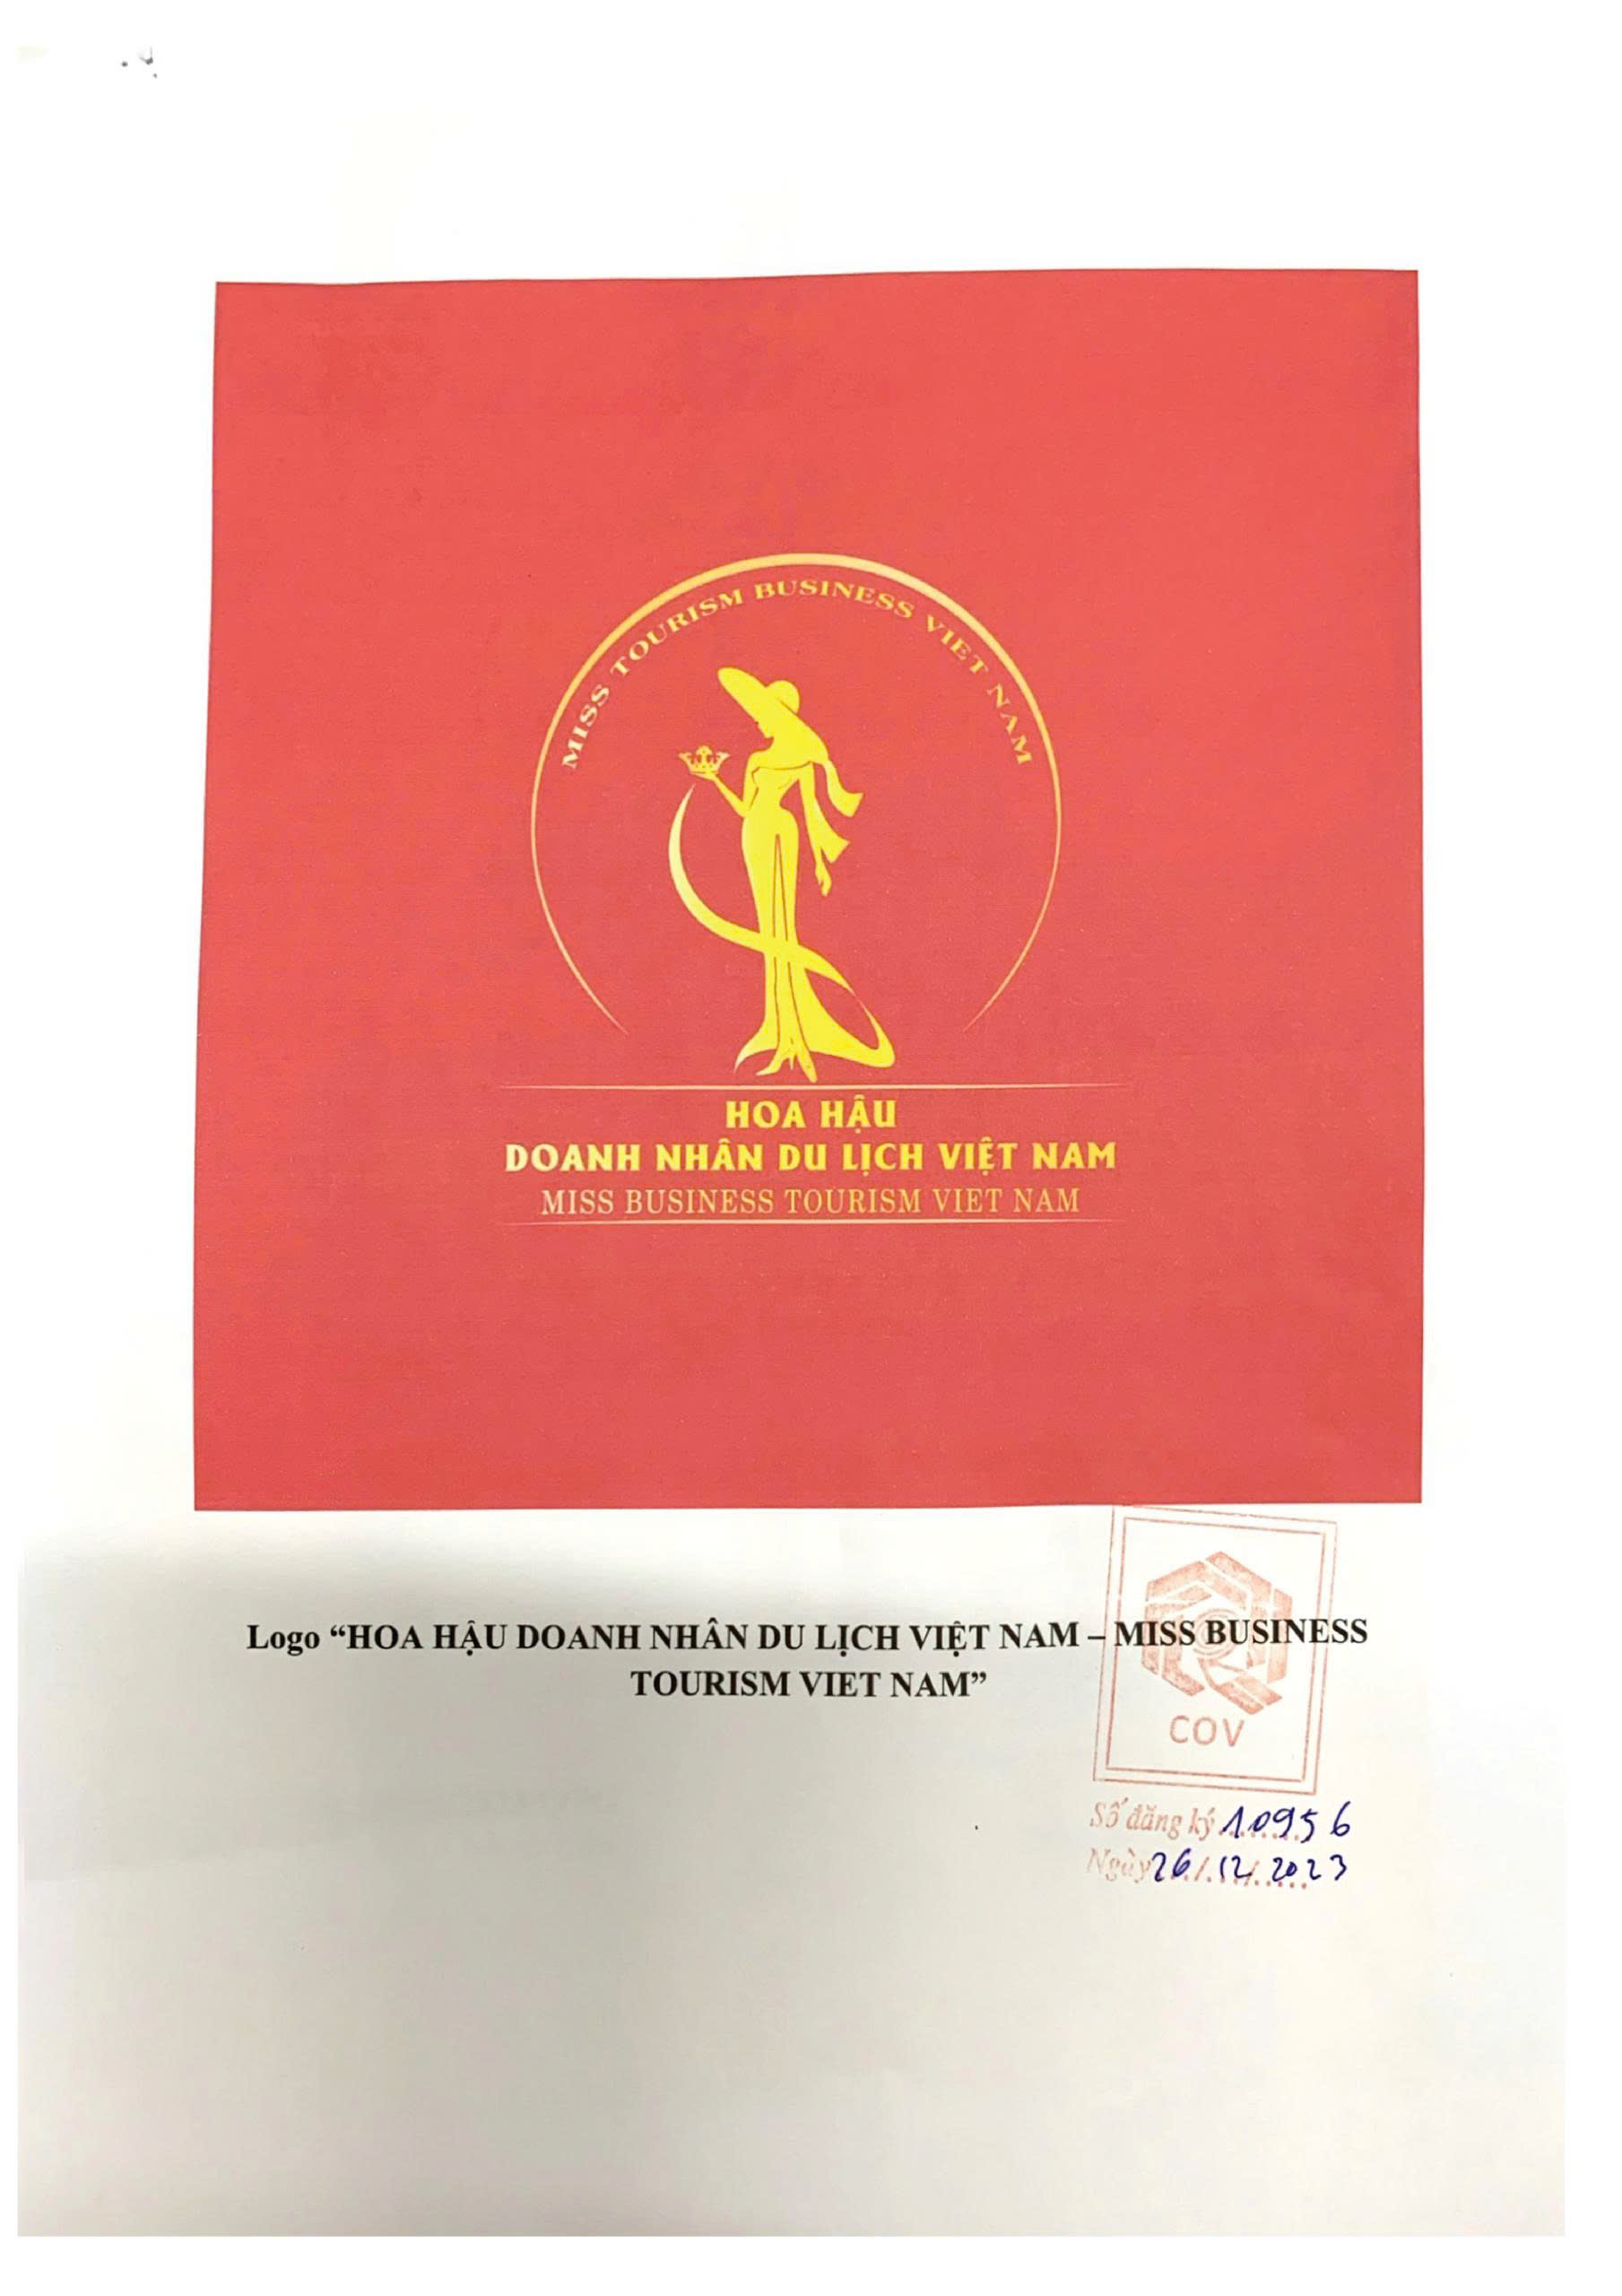 MISS TOURISM BUSINESS VIET NAM
HOA HẬU
DOANH NHÂN DU LỊCH VIỆT NAM
MISS BUSINESS TOURISM VIET NAM
Logo “HOA HẬU DOANH NHÂN DU LỊCH VIỆT NAM – MISS BUSINESS
TOURISM VIET NAM”
COV
Số đăng ký 10956
Ngày 26/12/2023